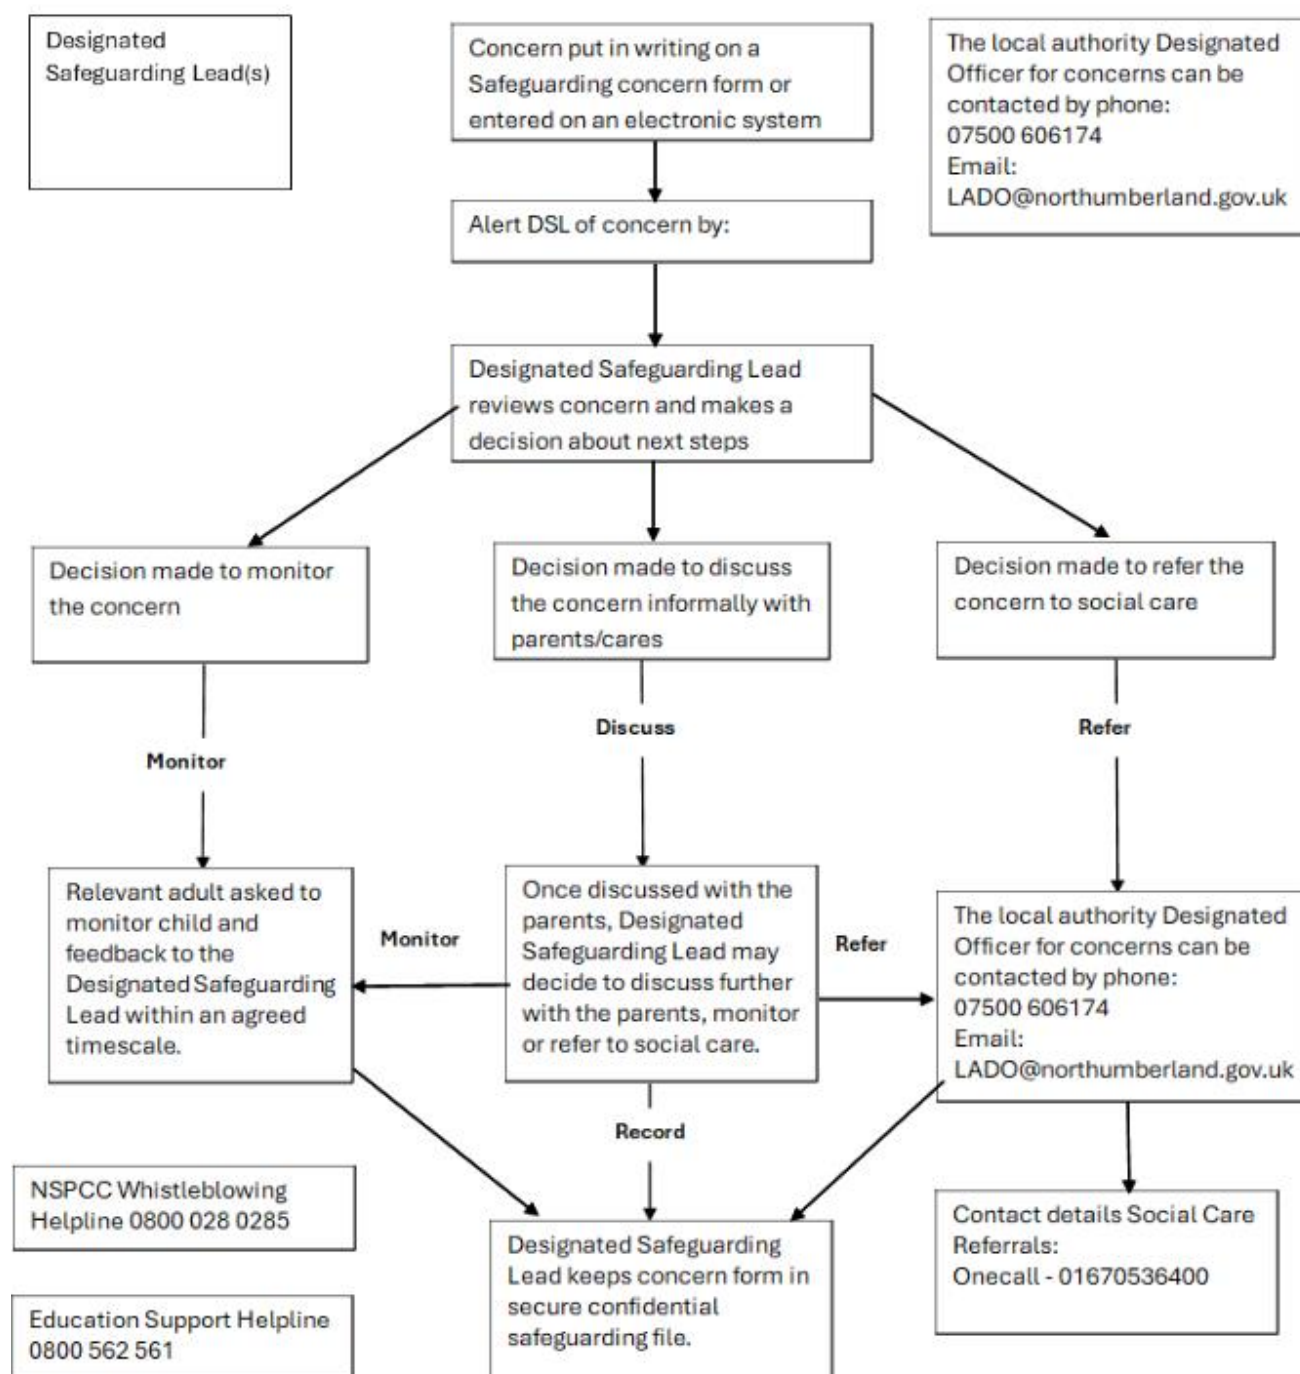 Designated
Safeguarding Lead(s)
Concern put in writing on a
Safeguarding concern form or
entered on an electronic system
The local authority Designated
Officer for concerns can be
contacted by phone:
07500 606174
Email:
LADO@northumberland.gov.uk
Alert DSL of concern by:
Designated Safeguarding Lead
reviews concern and makes a
decision about next steps
Decision made to monitor
the concern
Decision made to discuss
the concern informally with
parents/cares
Decision made to refer the
concern to social care
Monitor
Discuss
Refer
Relevant adult asked to
monitor child and
feedback to the
Designated Safeguarding
Lead within an agreed
timescale.
Monitor
Once discussed with the
parents, Designated
Safeguarding Lead may
decide to discuss further
with the parents, monitor
or refer to social care.
Refer
The local authority Designated
Officer for concerns can be
contacted by phone:
07500 606174
Email:
LADO@northumberland.gov.uk
Record
NSPCC Whistleblowing
Helpline 0800 028 0285
Designated Safeguarding
Lead keeps concern form in
secure confidential
safeguarding file.
Contact details Social Care
Referrals:
Onecall - 01670536400
Education Support Helpline
0800 562 561